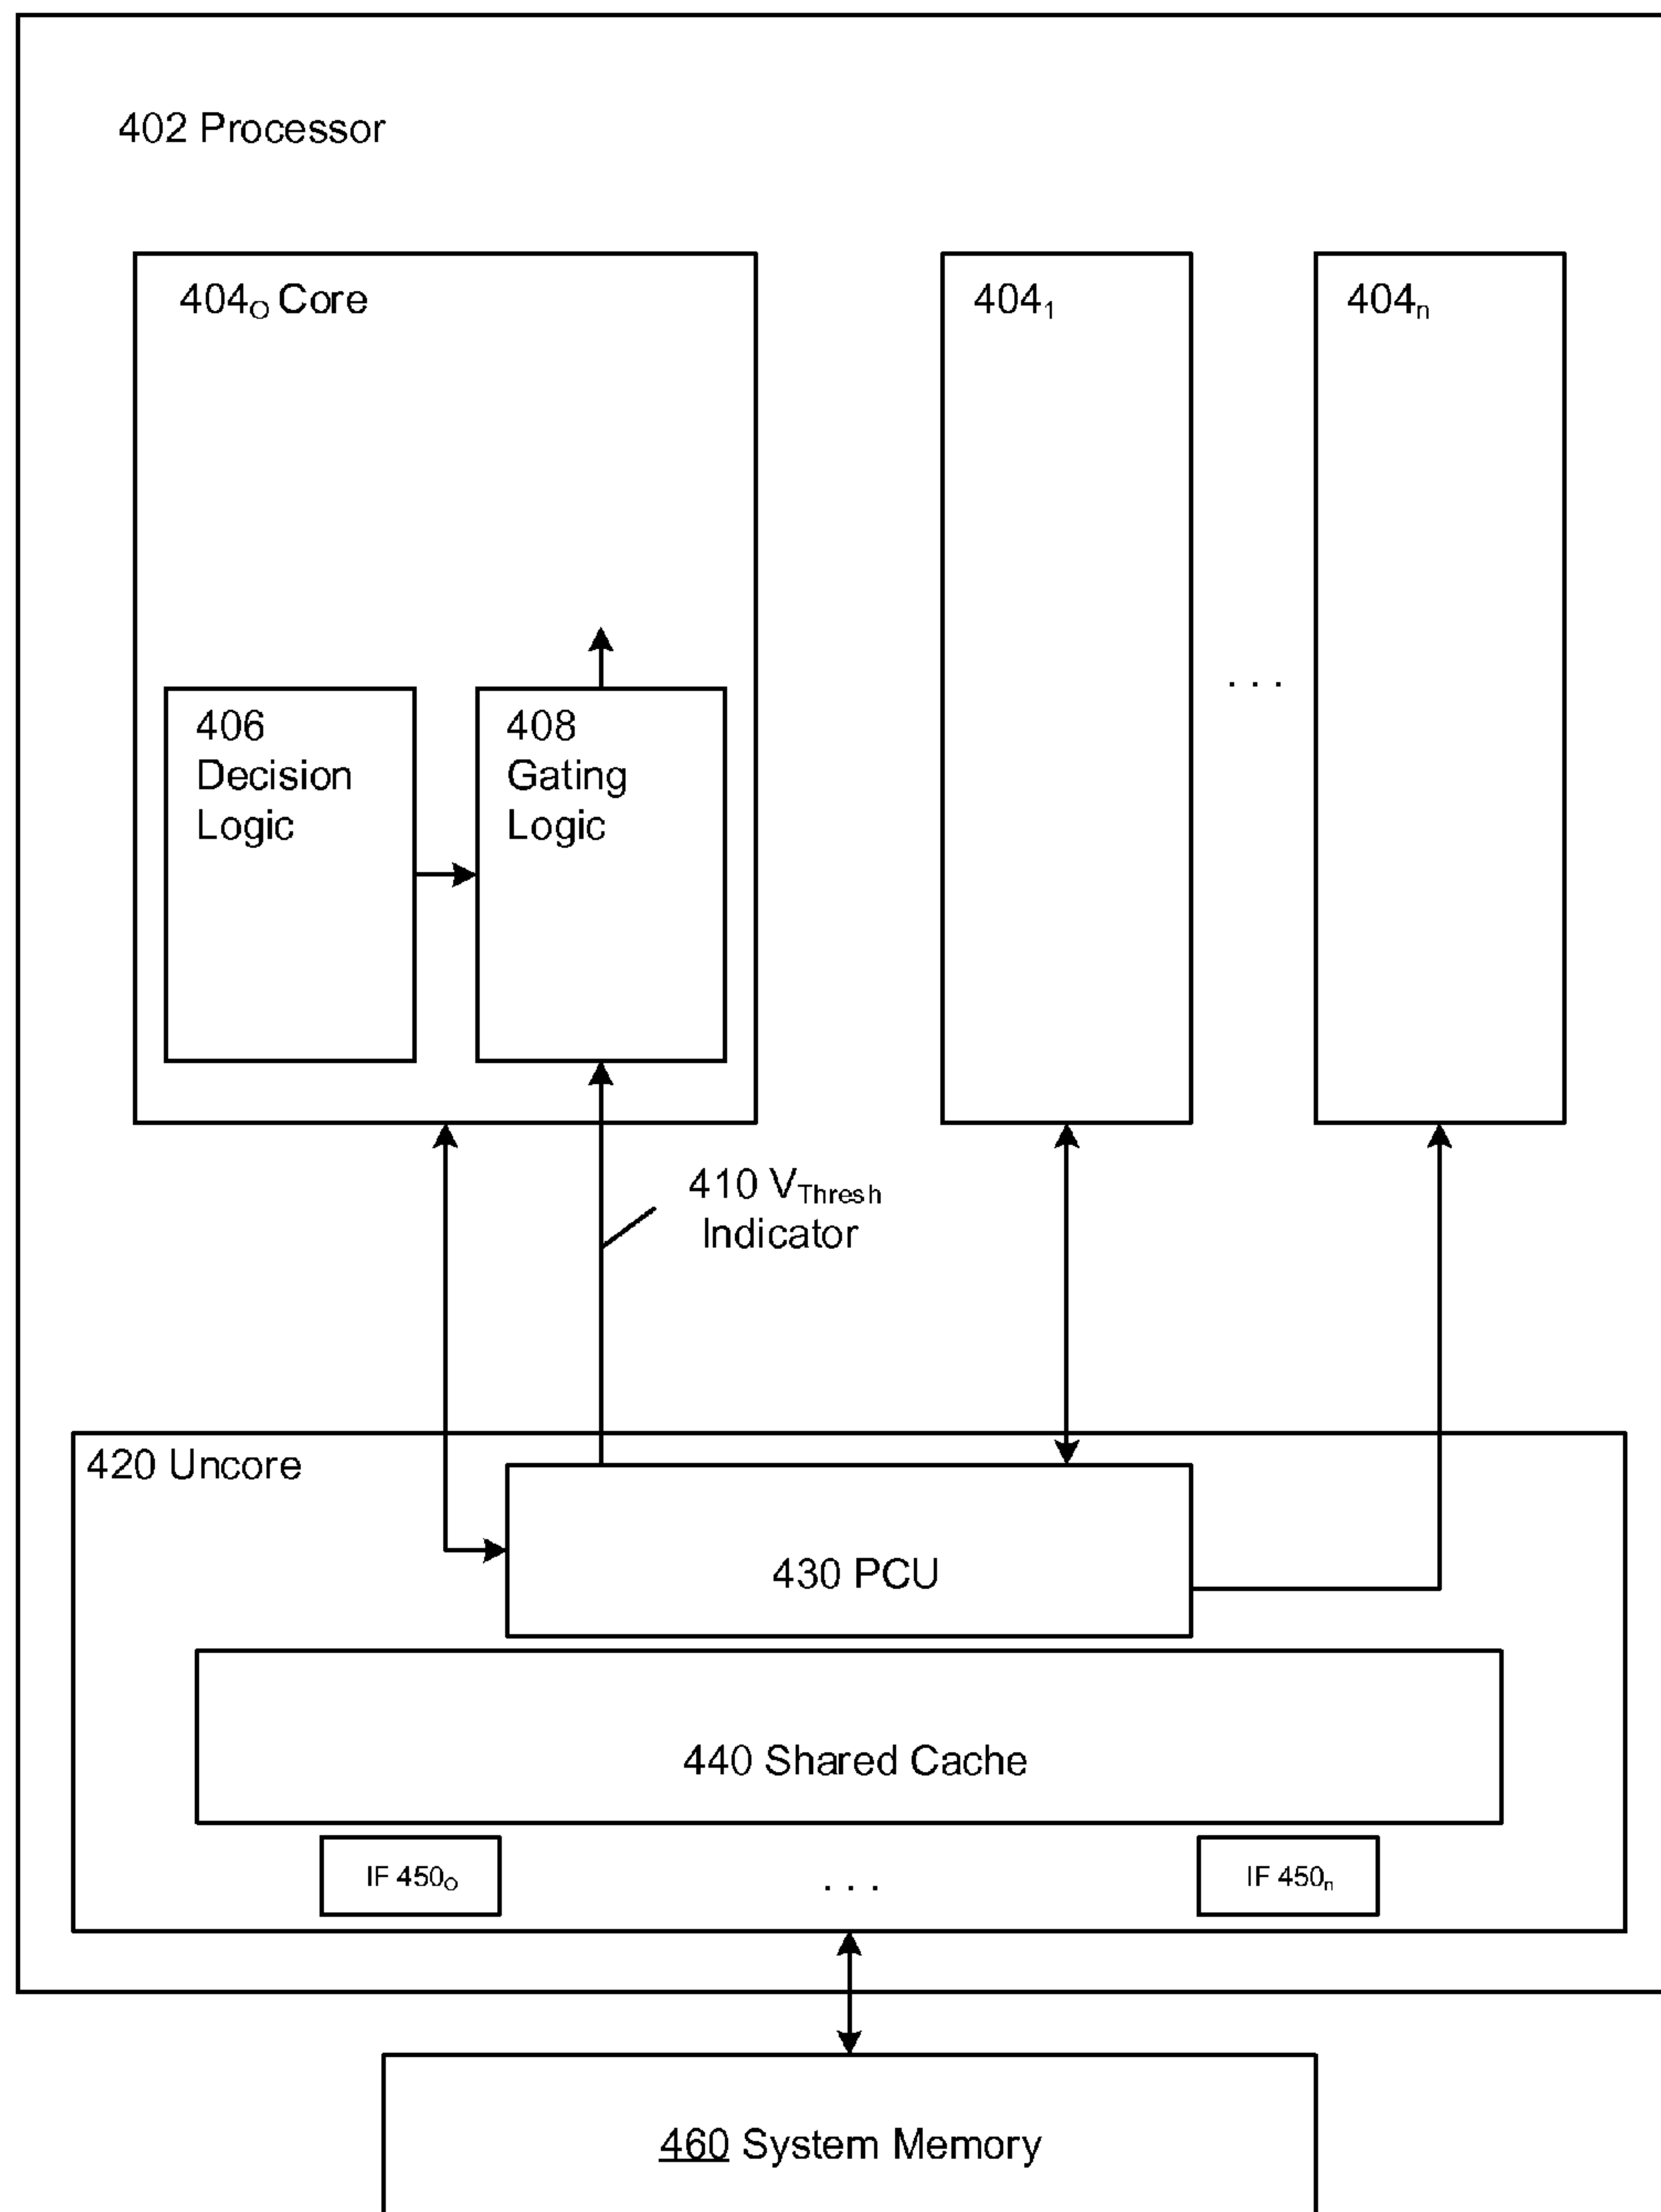 402 Processor
404O Core
4041
404n
406
Decision
Logic
408
Gating
Logic
. . .
410 VThresh
Indicator
420 Uncore
430 PCU
440 Shared Cache
IF 450O
. . .
IF 450n
460 System Memory